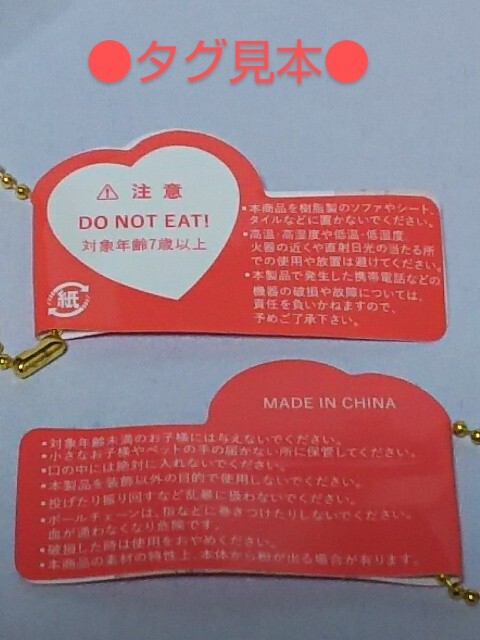 ●タグ見本●
⚠ 注意
DO NOT EAT!
対象年齢7歳以上
紙
•本商品を樹脂製のソファやシート、
タイルなどに置かないでください。
•高温・高湿度や低温・低湿度、
火器の近くや直射日光の当たる所
での使用や放置は避けてください。
•本製品で発生した携帯電話などの
機器の破損や故障については、
責任を負いかねますので、
予めご了承下さい。
MADE IN CHINA
•対象年齢未満のお子様には与えないでください。
•小さなお子様やペットの手の届かない所に保管してください。
•口の中には絶対に入れないでください。
•本製品を装飾以外の目的で使用しないでください。
•投げたり振り回すなど乱暴に扱わないでください。
•ボールチェーンは、指などに巻きつけたりしないでください。
血が通わなくなり危険です。
•破損した時は使用をおやめください。
•本商品の素材の特性上、本体から粉が出る場合が有ります。